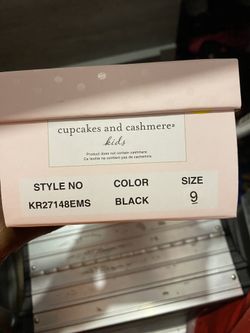 cupcakes and cashmere®
kids
Product does not contain cashmere
Ce textile ne contient pas de cachemire
STYLE NO COLOR SIZE
KR27148EMS BLACK 9